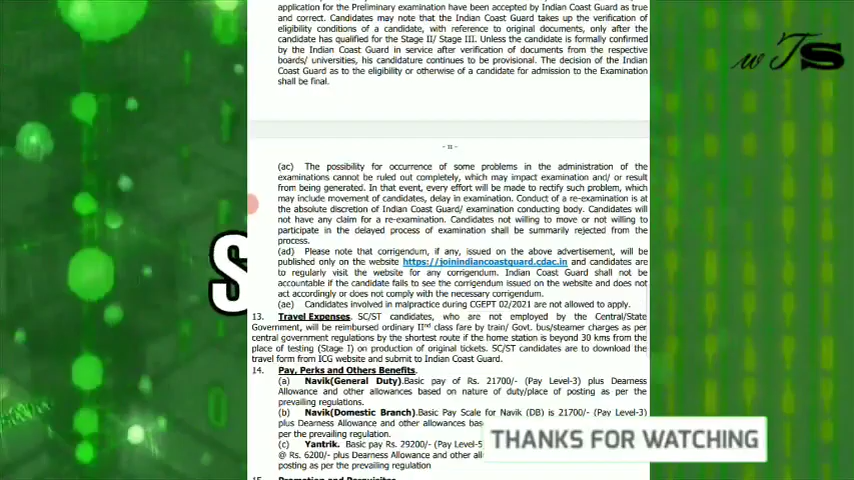 application for the Preliminary examination have been accepted by Indian Coast Guard as true
and correct. Candidates may note that the Indian Coast Guard takes up the verification of
eligibility conditions of a candidate, with reference to original documents, only after the
candidate has qualified for the Stage II/ Stage III. Unless the candidate is formally confirmed
by the Indian Coast Guard in service after verification of documents from the respective
boards/ universities, his candidature continues to be provisional. The decision of the Indian
Coast Guard as to the eligibility or otherwise of a candidate for admission to the Examination
shall be final.
- 11 -
(ac) The possibility for occurrence of some problems in the administration of the
examinations cannot be ruled out completely, which may impact examination and/ or result
from being generated. In that event, every effort will be made to rectify such problem, which
may include movement of candidates, delay in examination. Conduct of a re-examination is at
the absolute discretion of Indian Coast Guard/ examination conducting body. Candidates will
not have any claim for a re-examination. Candidates not willing to move or not willing to
participate in the delayed process of examination shall be summarily rejected from the
process.
(ad) Please note that corrigendum, if any, issued on the above advertisement, will be
published only on the website https://joinindiancoastguard.cdac.in and candidates are
to regularly visit the website for any corrigendum. Indian Coast Guard shall not be
accountable if the candidate fails to see the corrigendum issued on the website and does not
act accordingly or does not comply with the necessary corrigendum.
(ae) Candidates involved in malpractice during CGEPT 02/2021 are not allowed to apply.
13. Travel Expenses. SC/ST candidates, who are not employed by the Central/State
Government, will be reimbursed ordinary IInd class fare by train/ Govt. bus/steamer charges as per
central government regulations by the shortest route if the home station is beyond 30 kms from the
place of testing (Stage I) on production of original tickets. SC/ST candidates are to download the
travel form from ICG website and submit to Indian Coast Guard.
14. Pay, Perks and Others Benefits.
(a) Navik(General Duty).Basic pay of Rs. 21700/- (Pay Level-3) plus Dearness
Allowance and other allowances based on nature of duty/place of posting as per the
prevailing regulations.
(b) Navik(Domestic Branch).Basic Pay Scale for Navik (DB) is 21700/- (Pay Level-3)
plus Dearness Allowance and other allowances bas
per the prevailing regulation.
(c) Yantrik. Basic pay Rs. 29200/- (Pay Level-5
@ Rs. 6200/- plus Dearness Allowance and other all
posting as per the prevailing regulation
15. Promotion and Perquisites
THANKS FOR WATCHING
wTS
S